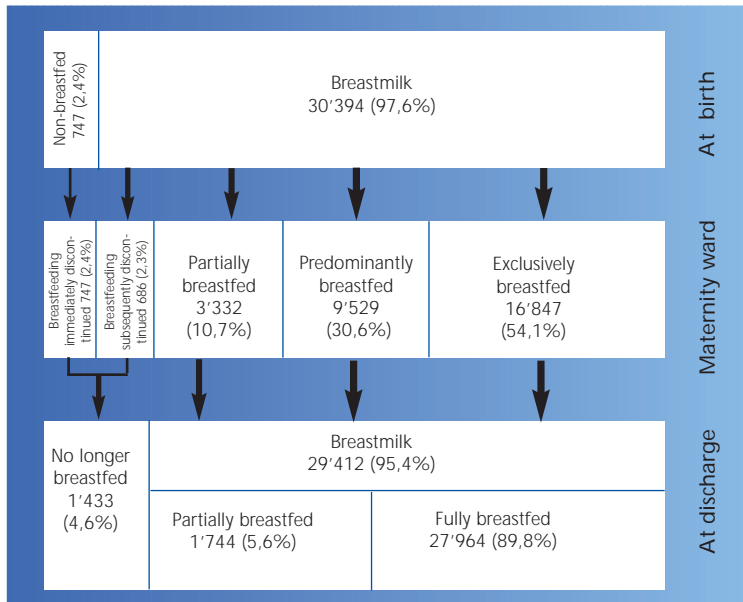 Non-breastfed
747 (2,4%)
Breastmilk
30’394 (97,6%)
At birth
Breastfeeding
immediately discon-
tinued 747 (2,4%)
Breastfeeding
subsequently discon-
tinued 686 (2,3%)
Partially
breastfed
3’332
(10,7%)
Predominantly
breastfed
9’529
(30,6%)
Exclusively
breastfed
16’847
(54,1%)
Maternity ward
No longer
breastfed
1’433
(4,6%)
Breastmilk
29’412 (95,4%)
Partially breastfed
1’744 (5,6%)
Fully breastfed
27’964 (89,8%)
At discharge